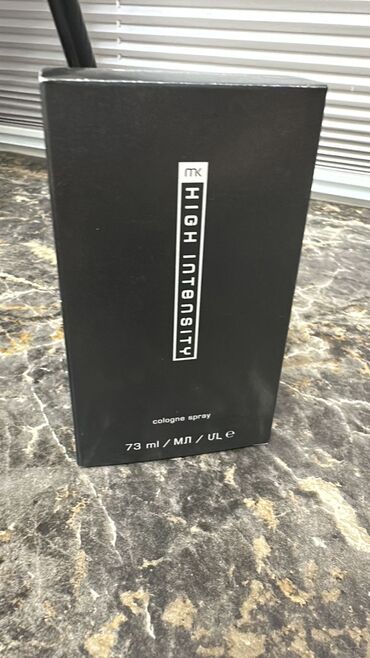 mk HIGH INTENSITY
cologne spray
73 ml / МЛ / UL e